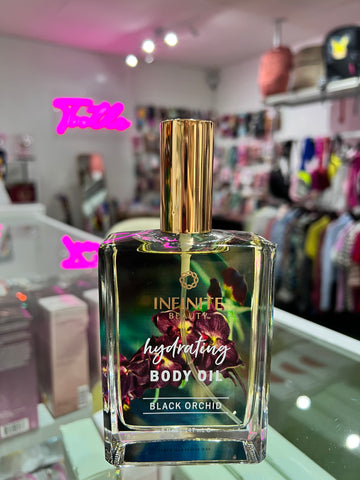 INFINITE
BEAUTY
hydrating
BODY OIL
BLACK ORCHID